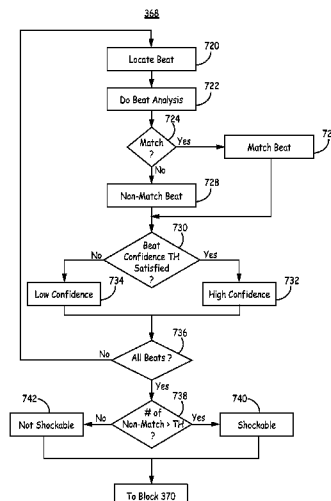 368
Locate Beat
720
Do Beat Analysis
722
724
Match
?
Yes
No
Match Beat
72
Non-Match Beat
728
730
Beat
Confidence TH
Satisfied
?
No
Yes
Low Confidence
734
High Confidence
732
736
All Beats ?
No
Yes
738
# of
Non-Match > TH
?
No
Yes
742
Not Shockable
740
Shockable
To Block 370